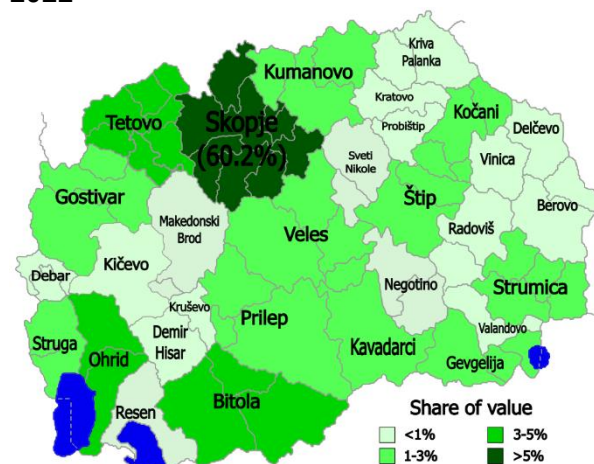 Kriva
Palanka
Kumanovo
Kratovo
Kočani
Skopje
(60.2%)
Tetovo
Probištip
Delčevo
Sveti
Nikole
Vinica
Gostivar
Štip
Berovo
Makedonski
Brod
Veles
Radoviš
Kičevo
Debar
Negotino
Strumica
Kruševo
Prilep
Valandovo
Struga
Demir
Hisar
Ohrid
Kavadarci
Gevgelija
Bitola
Resen
Share of value
<1%
3-5%
1-3%
>5%